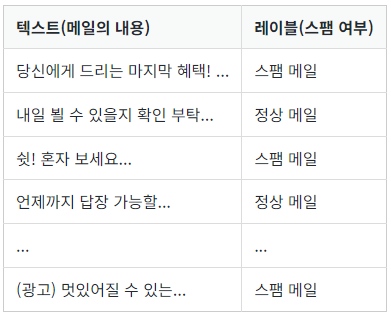 텍스트(메일의 내용) 레이블(스팸 여부)
당신에게 드리는 마지막 혜택! ... 스팸 메일
내일 뵐 수 있을지 확인 부탁... 정상 메일
쉿! 혼자 보세요... 스팸 메일
언제까지 답장 가능할... 정상 메일
... ...
(광고) 멋있어질 수 있는... 스팸 메일